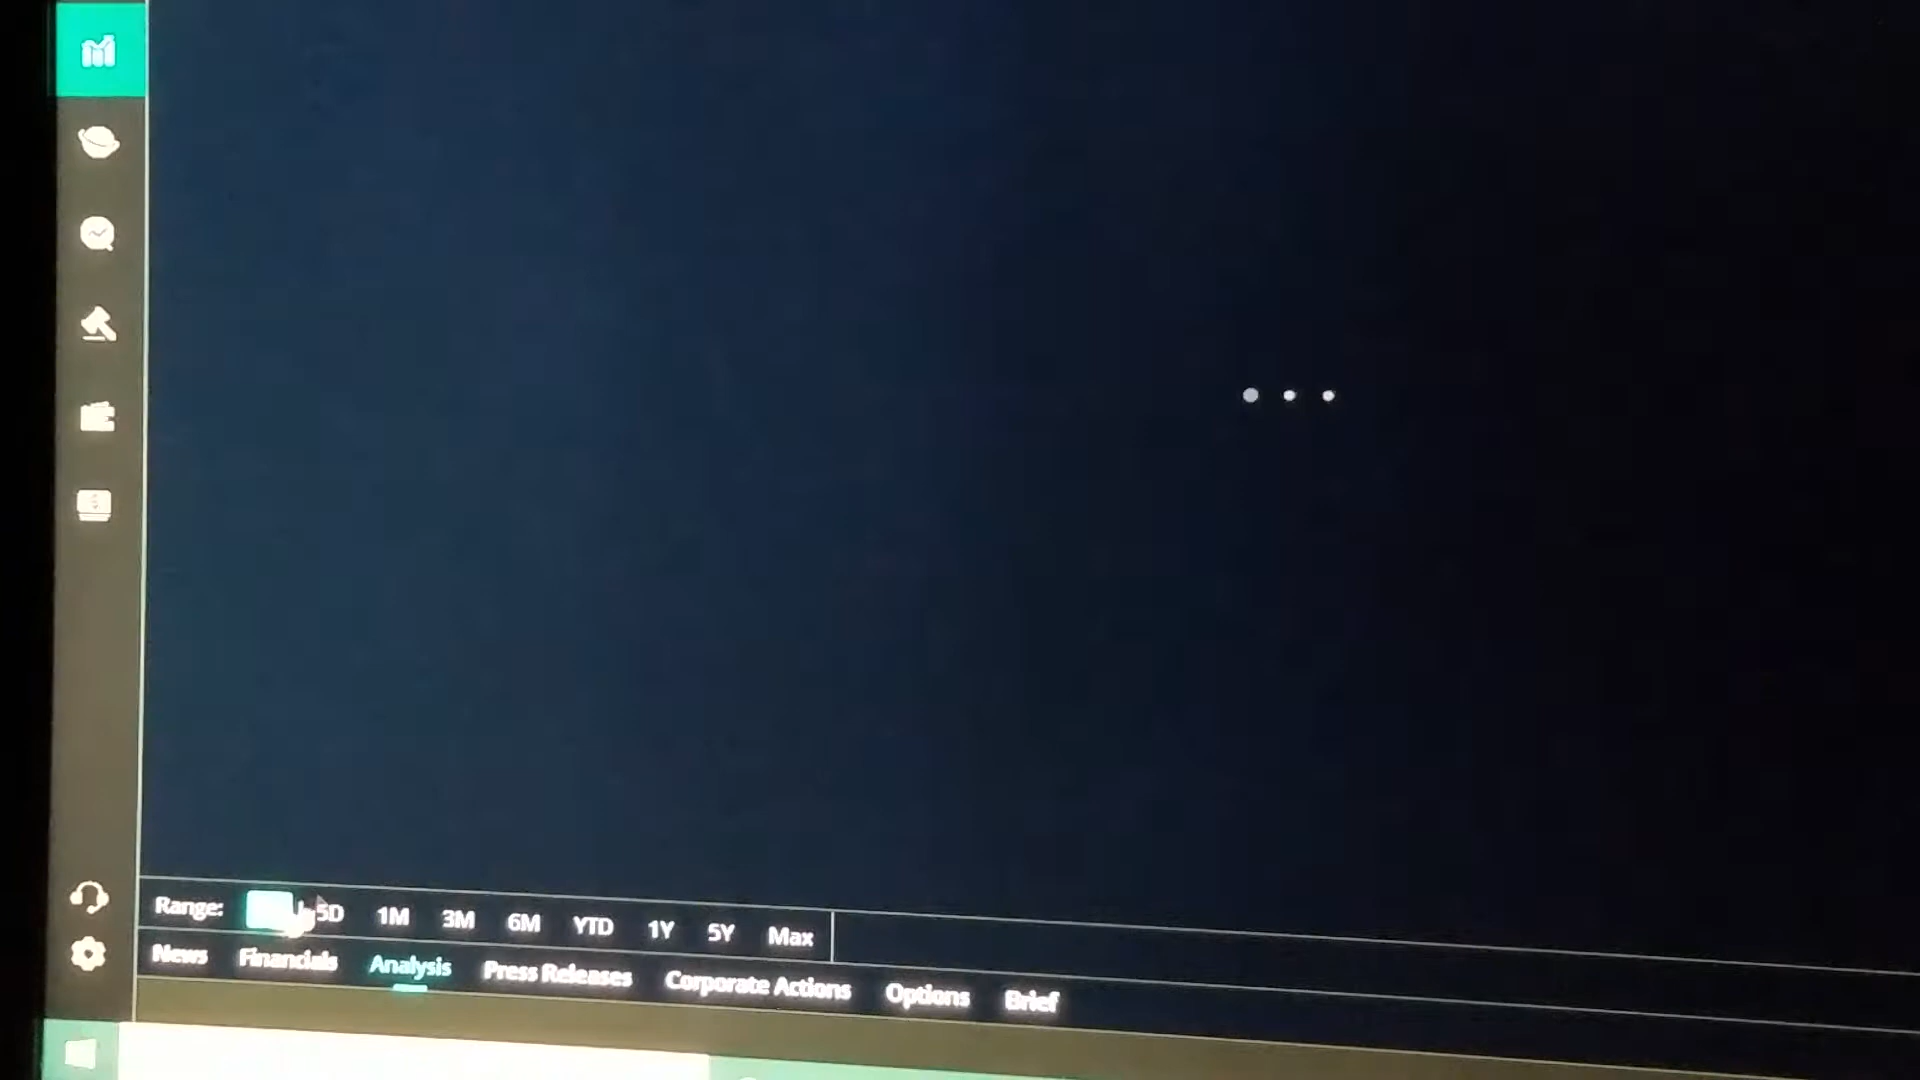 Range: 5D 1M 3M 6M YTD 1Y 5Y Max
News Financials Analysis Press Releases Corporate Actions Options Brief